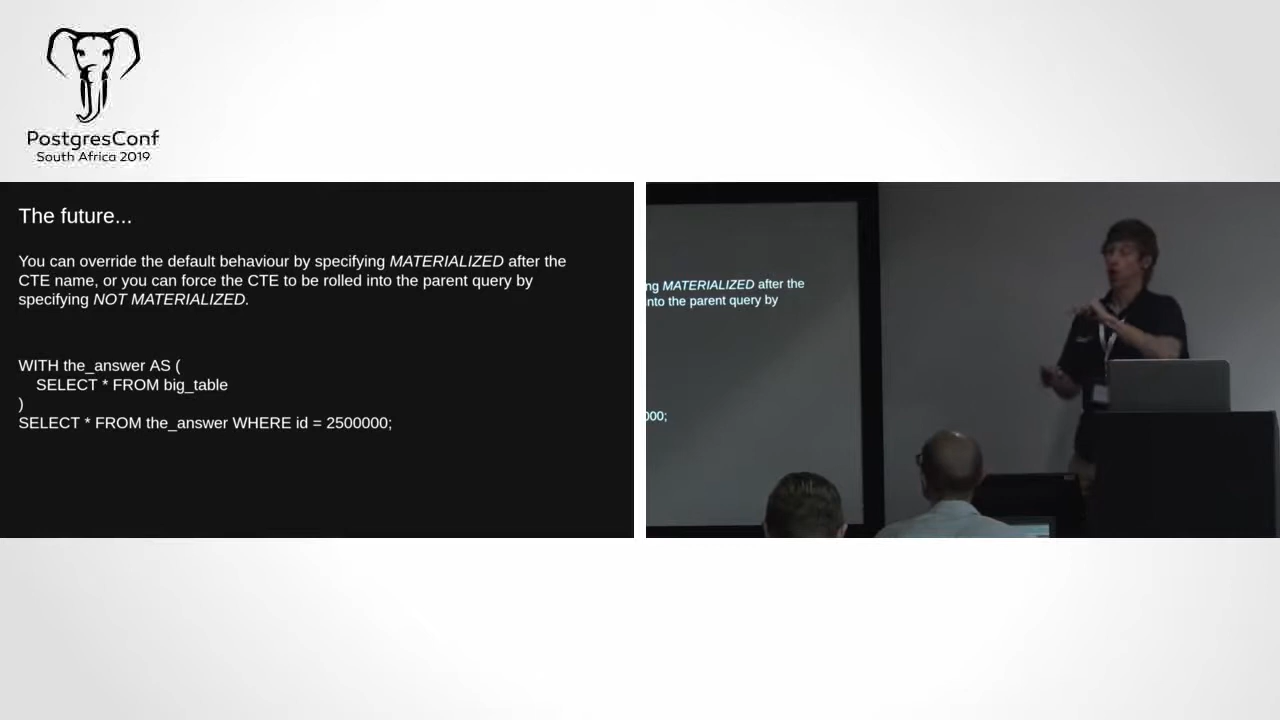 PostgresConf
South Africa 2019
The future...
You can override the default behaviour by specifying MATERIALIZED after the
CTE name, or you can force the CTE to be rolled into the parent query by
specifying NOT MATERIALIZED.
WITH the_answer AS (
SELECT * FROM big_table
)
SELECT * FROM the_answer WHERE id = 2500000;
ng MATERIALIZED after the
nto the parent query by
000;